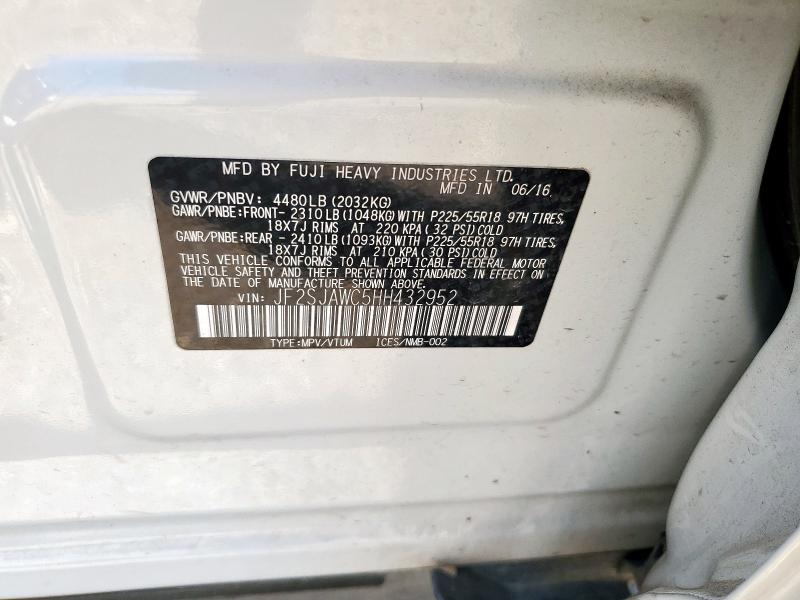 MFD BY FUJI HEAVY INDUSTRIES LTD.
MFD IN 06/16
GVWR/PNBV: 4480LB (2032KG)
GAWR/PNBE:FRONT- 2310LB (1048KG) WITH P225/55R18 97H TIRES,
18X7J RIMS AT 220 KPA (32 PSI) COLD
GAWR/PNBE:REAR - 2410LB (1093KG) WITH P225/55R18 97H TIRES,
18X7J RIMS AT 210 KPA (30 PSI) COLD
THIS VEHICLE CONFORMS TO ALL APPLICABLE FEDERAL MOTOR
VEHICLE SAFETY AND THEFT PREVENTION STANDARDS IN EFFECT ON
THE DATE OF MANUFACTURE SHOWN ABOVE.
VIN: JF2SJAWC5HH432952
TYPE:MPV/VTUM ICES/NMB-002